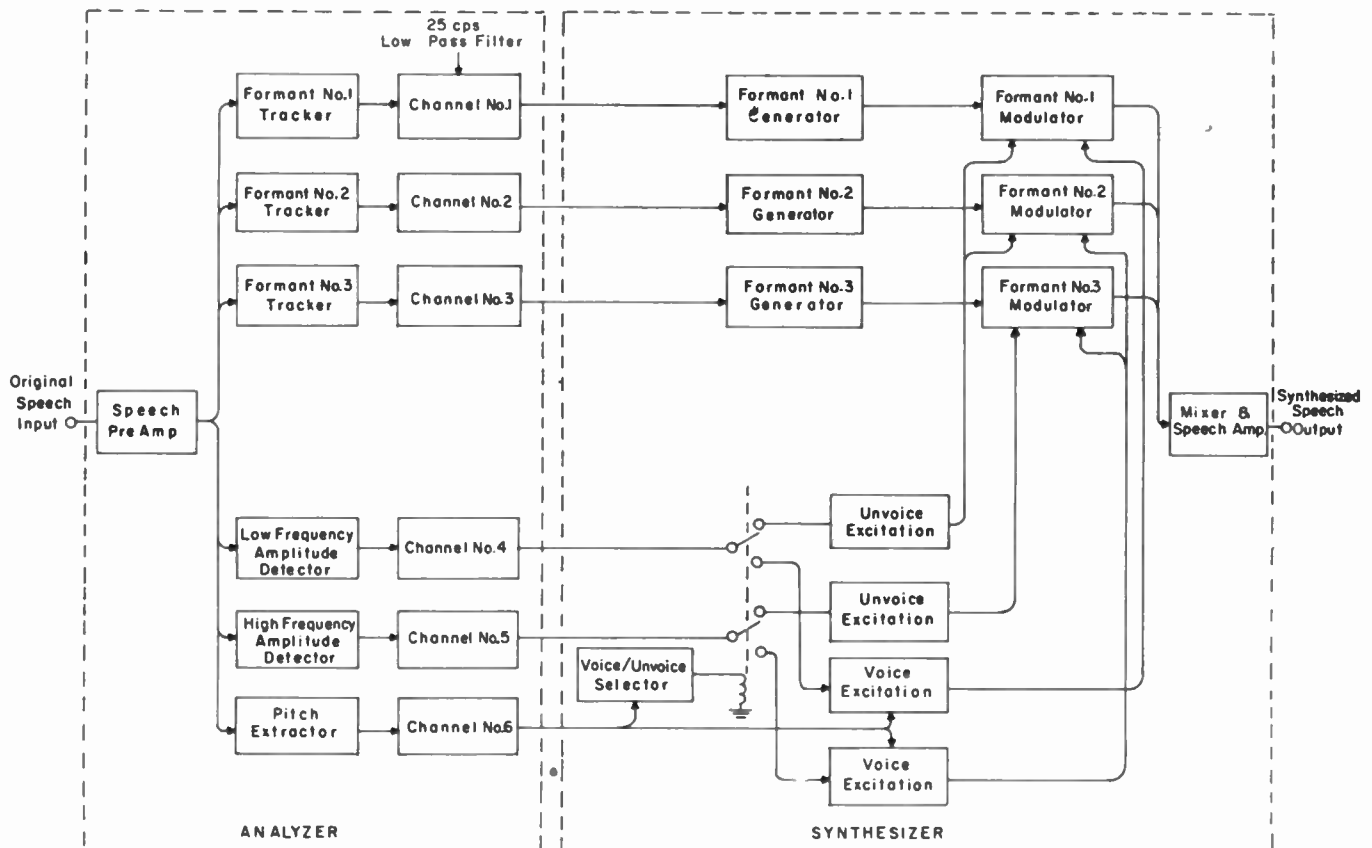 25 cps
Low Pass Filter
Formant No.1
Tracker
Channel No.1
Formant No.1
Generator
Formant No.1
Modulator
Formant No.2
Tracker
Channel No.2
Formant No.2
Generator
Formant No.2
Modulator
Formant No.3
Tracker
Channel No.3
Formant No.3
Generator
Formant No.3
Modulator
Original
Speech
Input
Speech
PreAmp
Mixer &
Speech Amp.
Synthesized
Speech
Output
Low Frequency
Amplitude
Detector
Channel No.4
Unvoice
Excitation
High Frequency
Amplitude
Detector
Channel No.5
Unvoice
Excitation
Voice/Unvoice
Selector
Voice
Excitation
Pitch
Extractor
Channel No.6
Voice
Excitation
ANALYZER
SYNTHESIZER